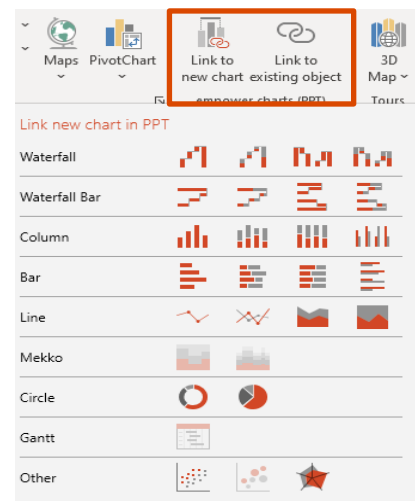 Maps PivotChart Link to Link to 3D
new chart existing object Map
empower charts (PPT) Tours
Link new chart in PPT
Waterfall
Waterfall Bar
Column
Bar
Line
Mekko
Circle
Gantt
Other